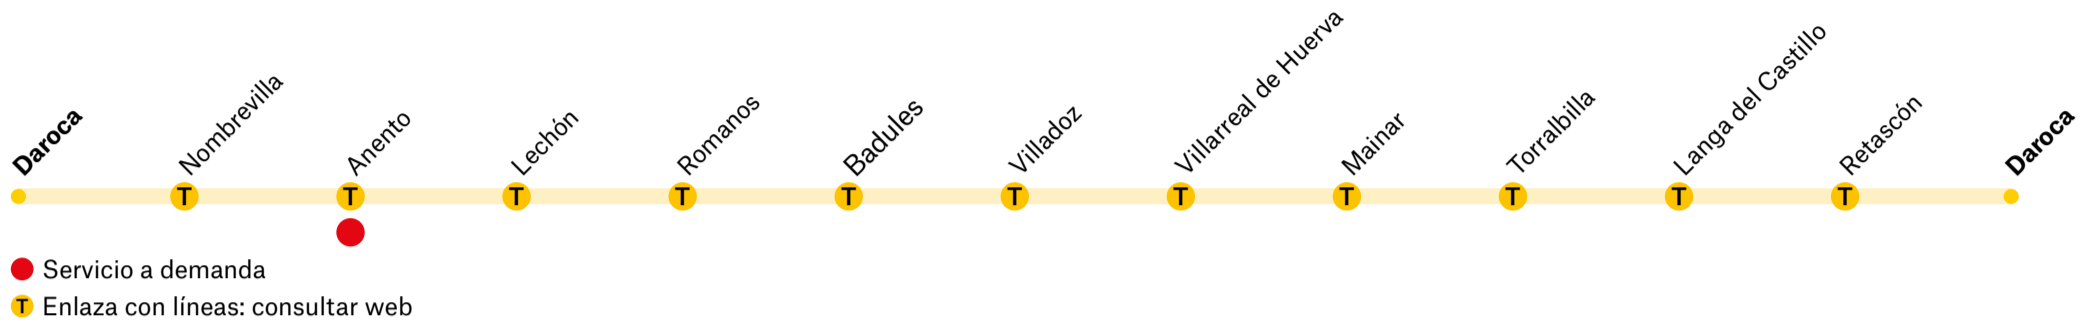 Daroca
Nombrevilla
Anento
Lechón
Romanos
Badules
Villadoz
Villarreal de Huerva
Mainar
Torralbilla
Langa del Castillo
Retascón
Daroca
T
T
T
T
T
T
T
T
T
T
T
Servicio a demanda
T Enlaza con líneas: consultar web